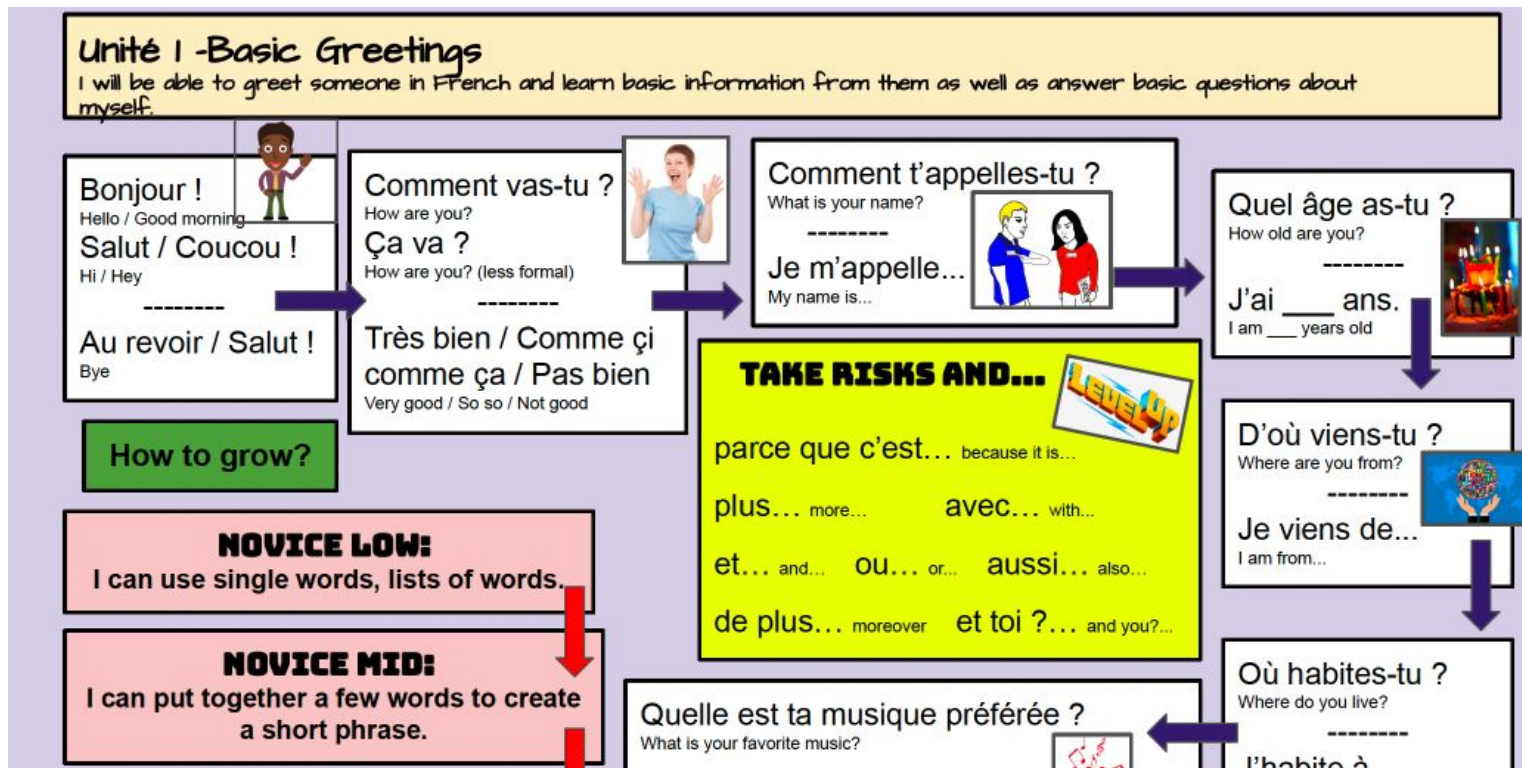 Unité 1 -Basic Greetings
I will be able to greet someone in French and learn basic information from them as well as answer basic questions about
myself.
Bonjour !
Hello / Good morning
Salut / Coucou !
Hi / Hey
--------
Au revoir / Salut !
Bye
Comment vas-tu ?
How are you?
Ça va ?
How are you? (less formal)
--------
Très bien / Comme çi
comme ça / Pas bien
Very good / So so / Not good
Comment t'appelles-tu ?
What is your name?
--------
Je m'appelle...
My name is...
Quel âge as-tu ?
How old are you?
--------
J'ai ___ ans.
I am ___ years old
D'où viens-tu ?
Where are you from?
--------
Je viens de...
I am from...
Où habites-tu ?
Where do you live?
--------
J'habite à
Quelle est ta musique préférée ?
What is your favorite music?
TAKE RISKS AND...
LEVEL UP
parce que c'est... because it is...
plus... more... avec... with...
et... and... ou... or... aussi... also...
de plus... moreover et toi ?... and you?...
How to grow?
NOVICE LOW:
I can use single words, lists of words.
NOVICE MID:
I can put together a few words to create
a short phrase.